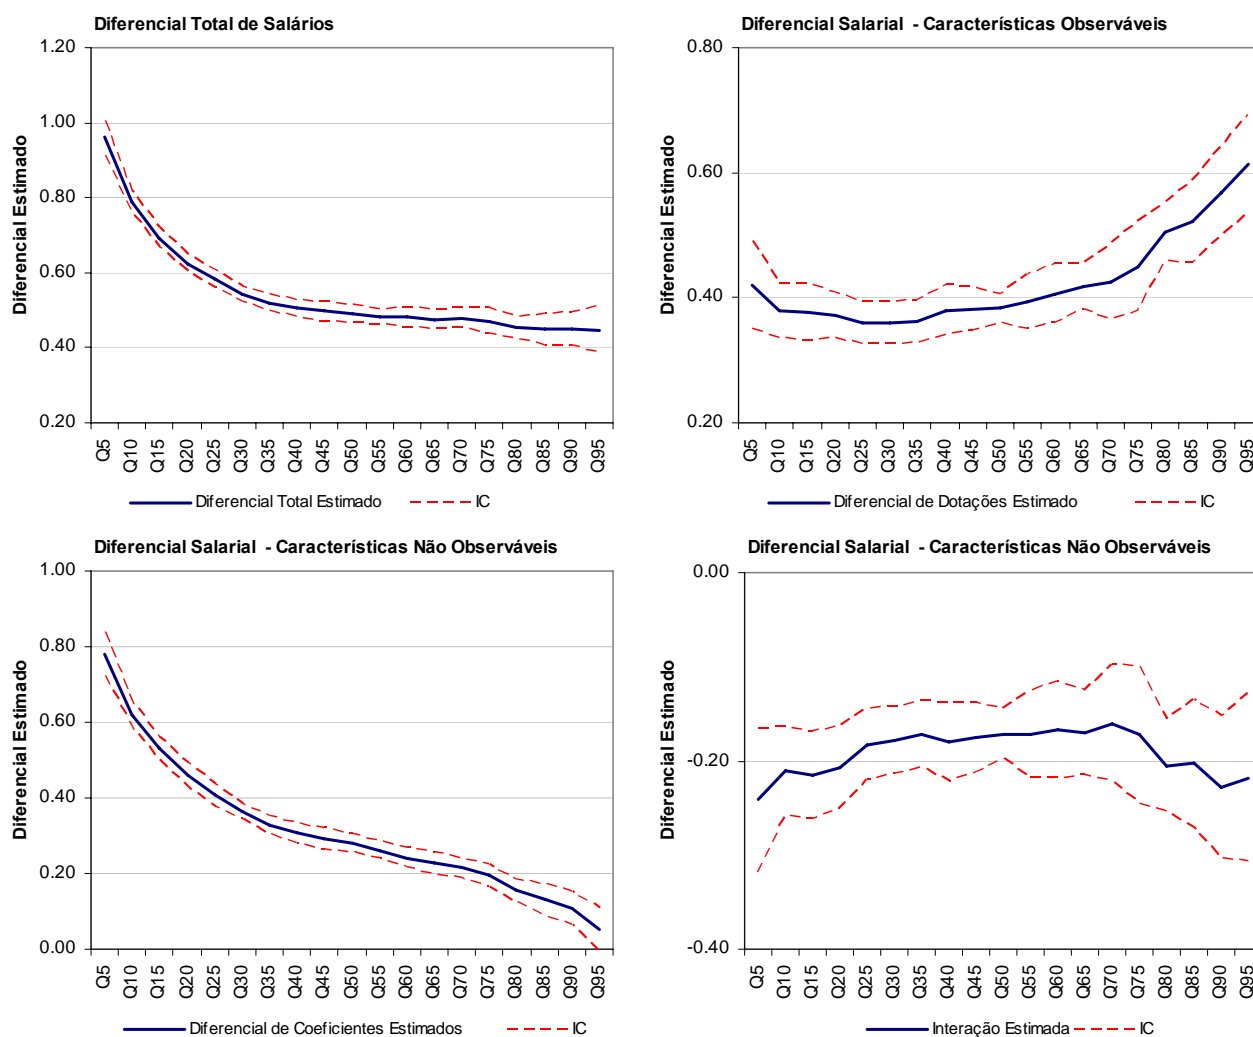 Diferencial Total de Salários
Diferencial Estimado
1.20
1.00
0.80
0.60
0.40
0.20
Q5
Q10
Q15
Q20
Q25
Q30
Q35
Q40
Q45
Q50
Q55
Q60
Q65
Q70
Q75
Q80
Q85
Q90
Q95
Diferencial Total Estimado
IC
Diferencial Salarial - Características Observáveis
Diferencial Estimado
0.80
0.60
0.40
0.20
Q5
Q10
Q15
Q20
Q25
Q30
Q35
Q40
Q45
Q50
Q55
Q60
Q65
Q70
Q75
Q80
Q85
Q90
Q95
Diferencial de Dotações Estimado
IC
Diferencial Salarial - Características Não Observáveis
Diferencial Estimado
1.00
0.80
0.60
0.40
0.20
0.00
Q5
Q10
Q15
Q20
Q25
Q30
Q35
Q40
Q45
Q50
Q55
Q60
Q65
Q70
Q75
Q80
Q85
Q90
Q95
Diferencial de Coeficientes Estimados
IC
Diferencial Salarial - Características Não Observáveis
Diferencial Estimado
0.00
-0.20
-0.40
Q5
Q10
Q15
Q20
Q25
Q30
Q35
Q40
Q45
Q50
Q55
Q60
Q65
Q70
Q75
Q80
Q85
Q90
Q95
Interação Estimada
IC